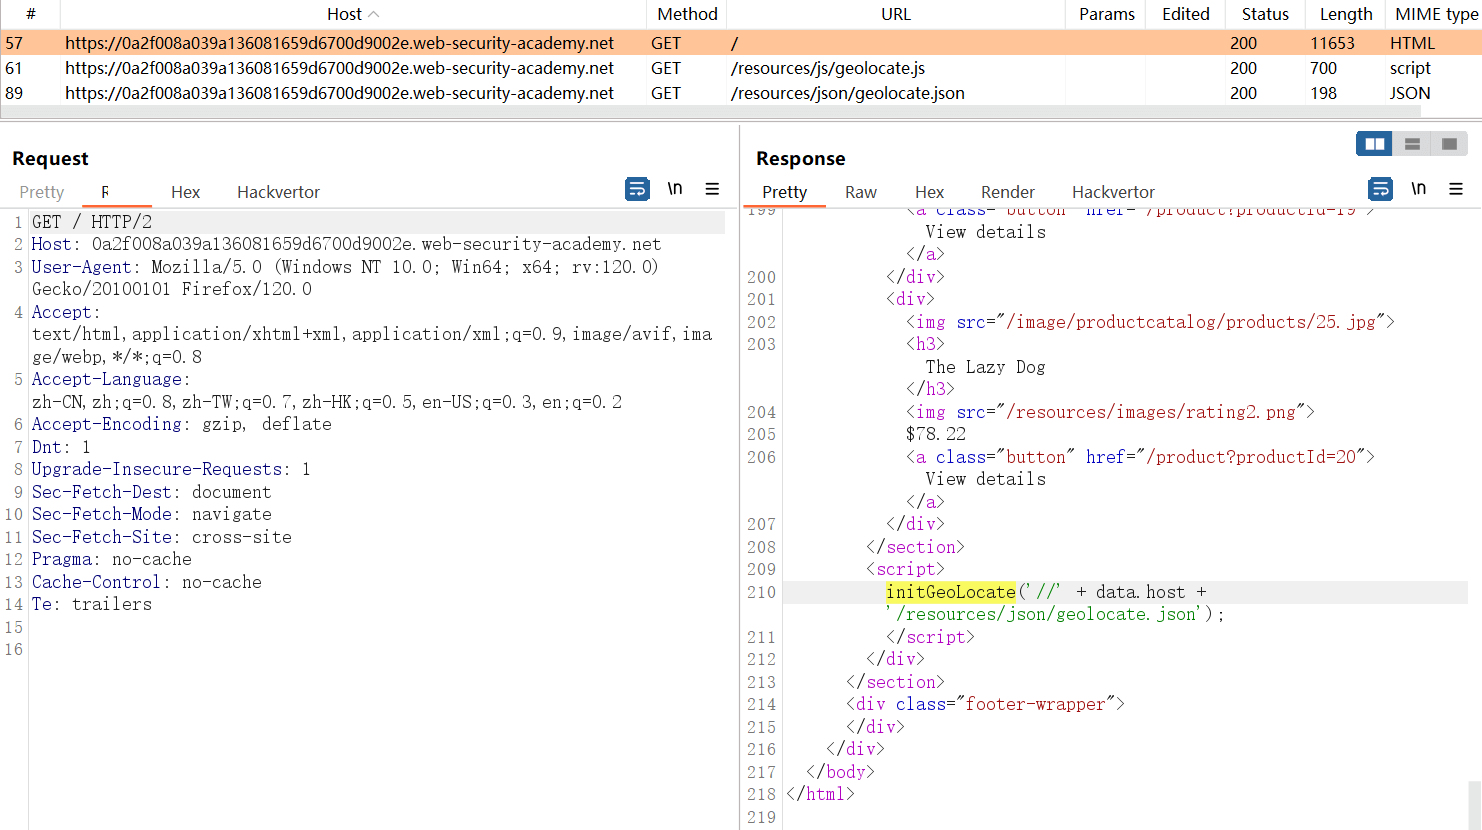 # Host Method URL Params Edited Status Length MIME type
57 https://0a2f008a039a136081659d6700d9002e.web-security-academy.net GET / 200 11653 HTML
61 https://0a2f008a039a136081659d6700d9002e.web-security-academy.net GET /resources/js/geolocate.js 200 700 script
89 https://0a2f008a039a136081659d6700d9002e.web-security-academy.net GET /resources/json/geolocate.json 200 198 JSON
Request
Pretty R Hex Hackvertor \n
1 GET / HTTP/2
2 Host: 0a2f008a039a136081659d6700d9002e.web-security-academy.net
3 User-Agent: Mozilla/5.0 (Windows NT 10.0; Win64; x64; rv:120.0)
Gecko/20100101 Firefox/120.0
4 Accept:
text/html,application/xhtml+xml,application/xml;q=0.9,image/avif,ima
ge/webp,*/*;q=0.8
5 Accept-Language:
zh-CN,zh;q=0.8,zh-TW;q=0.7,zh-HK;q=0.5,en-US;q=0.3,en;q=0.2
6 Accept-Encoding: gzip, deflate
7 Dnt: 1
8 Upgrade-Insecure-Requests: 1
9 Sec-Fetch-Dest: document
10 Sec-Fetch-Mode: navigate
11 Sec-Fetch-Site: cross-site
12 Pragma: no-cache
13 Cache-Control: no-cache
14 Te: trailers
15
16
Response
Pretty Raw Hex Render Hackvertor \n
199 <a class="button" href="/product?productId=19">
View details
</a>
200 </div>
201 <div>
202 <img src="/image/productcatalog/products/25.jpg">
203 <h3>
The Lazy Dog
</h3>
204 <img src="/resources/images/rating2.png">
205 $78.22
206 <a class="button" href="/product?productId=20">
View details
</a>
207 </div>
208 </section>
209 <script>
210 initGeoLocate('//' + data.host +
'/resources/json/geolocate.json');
211 </script>
212 </div>
213 </section>
214 <div class="footer-wrapper">
215 </div>
216 </div>
217 </body>
218 </html>
219